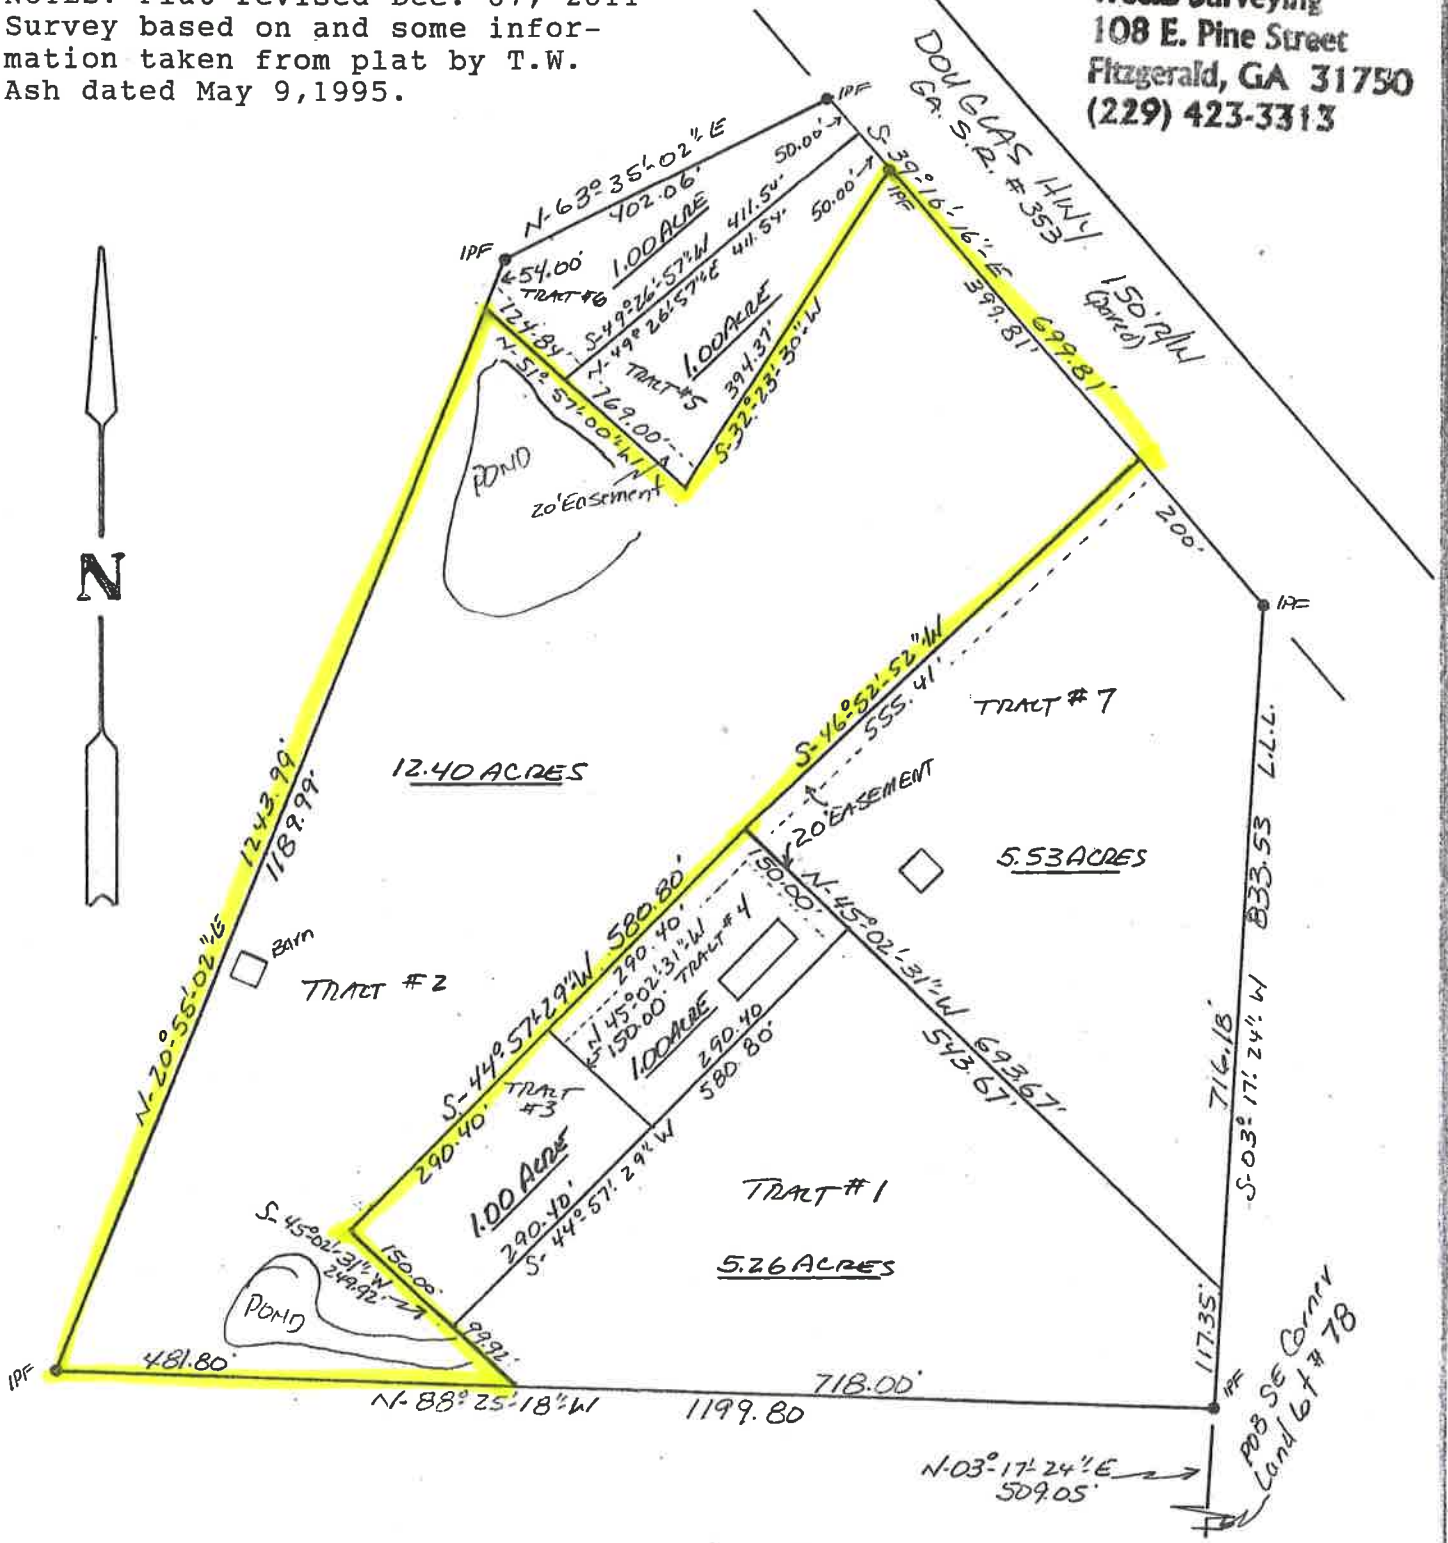 Survey based on and some infor-
mation taken from plat by T.W.
Ash dated May 9,1995.
Surveying
108 E. Pine Street
Fitzgerald, GA 31750
(229) 423-3313
DOUGLAS HWY
GA. S.R. #353
150' R/W
(paved)
IPF
N-63°-35'-02"-E
402.06'
50.00'
S-39°-16'-16"-E
IPF
50.00'
IPF
54.00'
1.00 ACRE
TRACT #6
411.54'
S-49°-26'-57"-W
N-49°-26'-57"-E
411.54'
124.84'
N-51°-57'-00"-W
1.00 ACRE
TRACT #5
394.37'
S-32°-23'-30"-W
169.00'
399.81'
699.81'
POND
20' Easement
N
200'
IPF
S-46°-52'-52"-W
555.41'
TRACT #7
20' EASEMENT
5.53 ACRES
833.53 L.L.L.
12.40 ACRES
1243.99'
1189.99'
N-20°-55'-02"-E
Barn
TRACT #2
580.80'
290.40'
S-44°-57'-29"-W
150.00'
N-45°-02'-31"-W
TRACT #4
N 45°-02'-31"-W
S
150.00'
1.00 ACRE
290.40
580.80'
693.67'
543.67'
716.18'
S-03°-17'-24"-W
TRACT
#3
290.40'
1.00 ACRE
290.40'
S-44°-57'-29"W
TRACT #1
5.26 ACRES
S-45°-02'-31"-W
249.92'
150.00'
POND
99.92'
117.35'
IPF
481.80'
N-88°-25'-18"-W
718.00'
1199.80
IPF
POB SE Corner
Land Lot #78
N-03°-17'-24"-E
509.05'